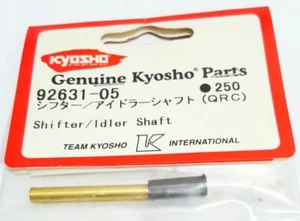 KYOSHO
Genuine Kyosho Parts
92631-05 ●250
シフター／アイドラーシャフト (QRC)
Shifter/Idler Shaft
TEAM KYOSHO K INTERNATIONAL